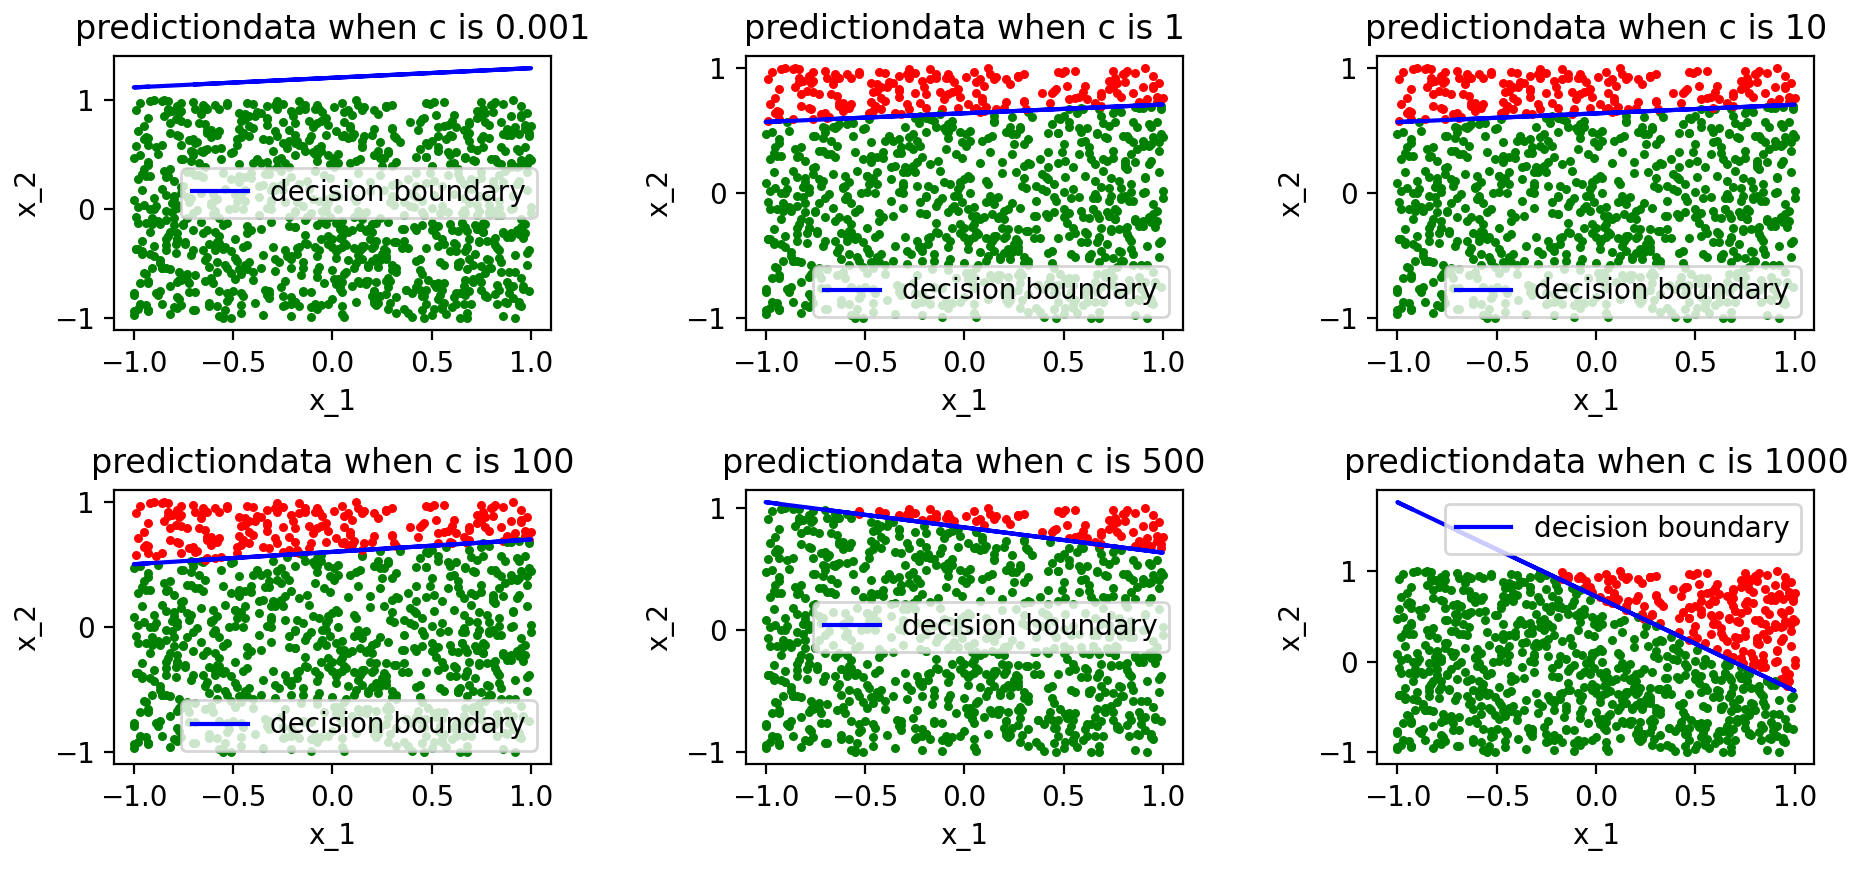 predictiondata when c is 0.001
1
0
−1
x_2
decision boundary
−1.0 −0.5 0.0 0.5 1.0
x_1
predictiondata when c is 1
1
0
−1
x_2
decision boundary
−1.0 −0.5 0.0 0.5 1.0
x_1
predictiondata when c is 10
1
0
−1
x_2
decision boundary
−1.0 −0.5 0.0 0.5 1.0
x_1
predictiondata when c is 100
1
0
−1
x_2
decision boundary
−1.0 −0.5 0.0 0.5 1.0
x_1
predictiondata when c is 500
1
0
−1
x_2
decision boundary
−1.0 −0.5 0.0 0.5 1.0
x_1
predictiondata when c is 1000
decision boundary
1
0
−1
x_2
−1.0 −0.5 0.0 0.5 1.0
x_1